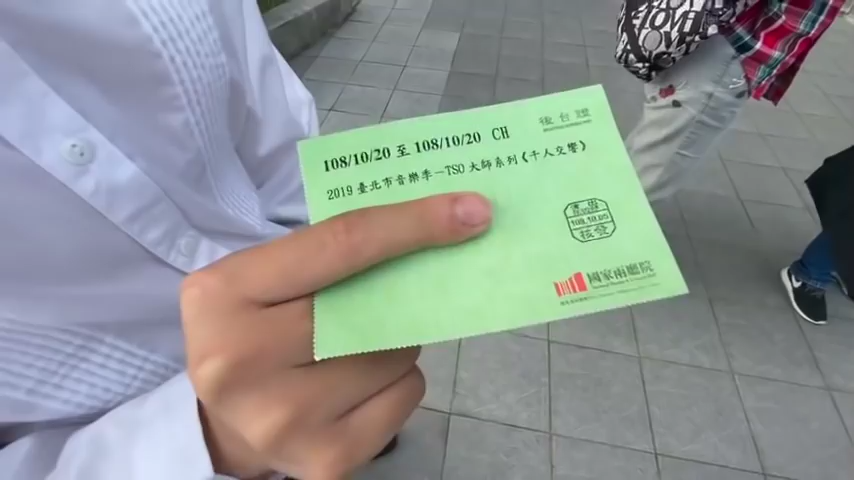 後台證
108/10/20 至 108/10/20 CH
2019 臺北市音樂季—TSO 大師系列《千人交響》
108.10.05
核發
國家兩廳院